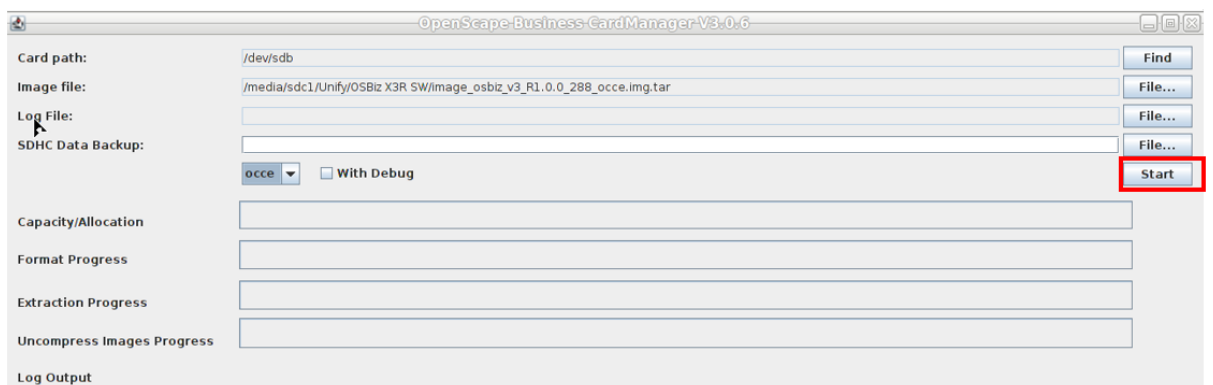 OpenScape Business CardManager V3.0.6
Card path: /dev/sdb Find
Image file: /media/sdc1/Unify/OSBiz X3R SW/image_osbiz_v3_R1.0.0_288_occe.img.tar File...
Log File: File...
SDHC Data Backup: File...
occe With Debug Start
Capacity/Allocation
Format Progress
Extraction Progress
Uncompress Images Progress
Log Output